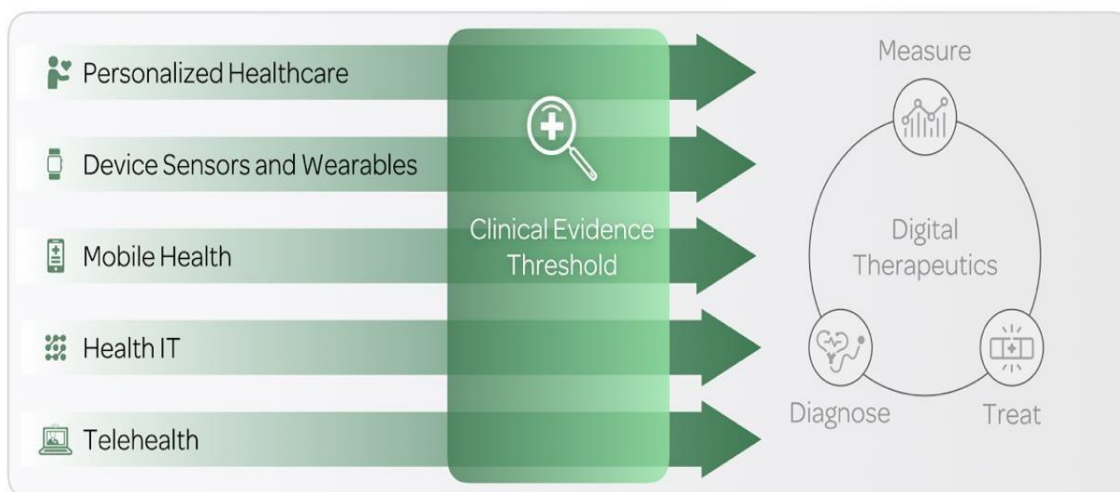 Personalized Healthcare
Device Sensors and Wearables
Mobile Health
Health IT
Telehealth
Clinical Evidence
Threshold
Measure
Digital
Therapeutics
Diagnose
Treat